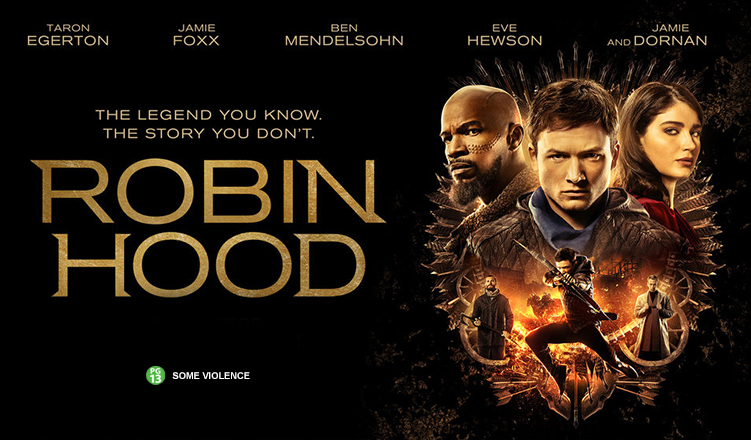 TARON
EGERTON
JAMIE
FOXX
BEN
MENDELSOHN
EVE
HEWSON
JAMIE
AND DORNAN
THE LEGEND YOU KNOW.
THE STORY YOU DON'T.
ROBIN
HOOD
PG
13
SOME VIOLENCE